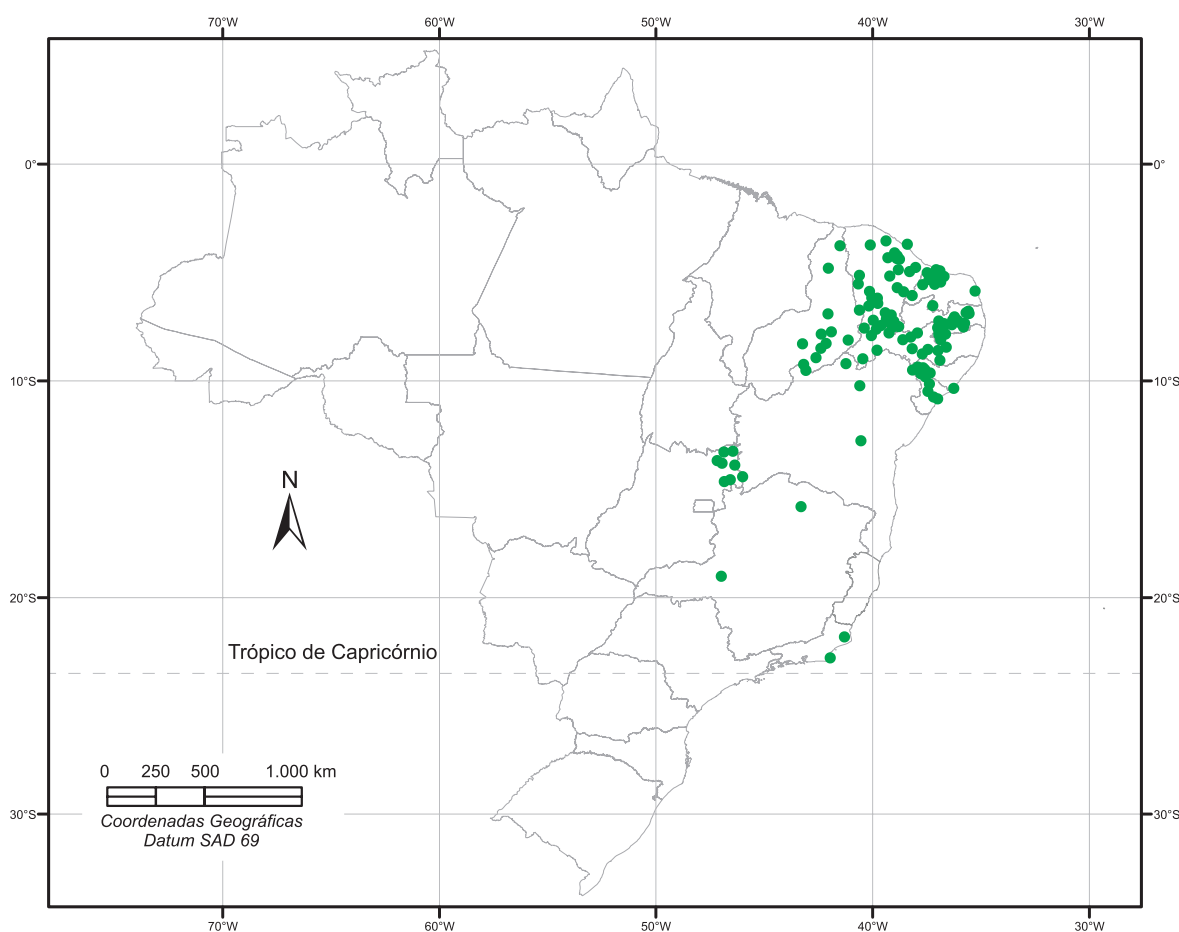 70°W 60°W 50°W 40°W 30°W
0° 0°
10°S 10°S
N
20°S 20°S
Trópico de Capricórnio
0 250 500 1.000 km
Coordenadas Geográficas
Datum SAD 69
30°S 30°S
70°W 60°W 50°W 40°W 30°W